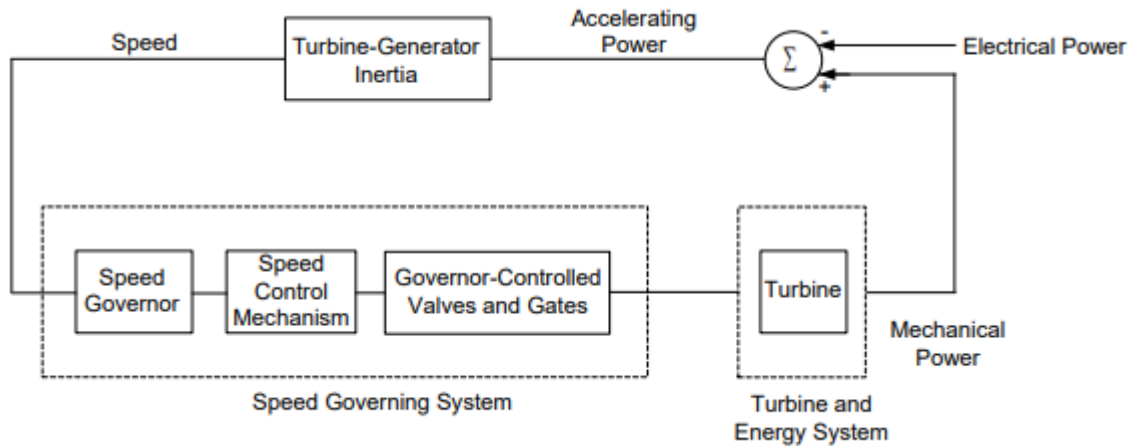 Speed
Turbine-Generator
Inertia
Accelerating
Power
Σ
-
+
Electrical Power
Speed
Governor
Speed
Control
Mechanism
Governor-Controlled
Valves and Gates
Turbine
Mechanical
Power
Speed Governing System
Turbine and
Energy System